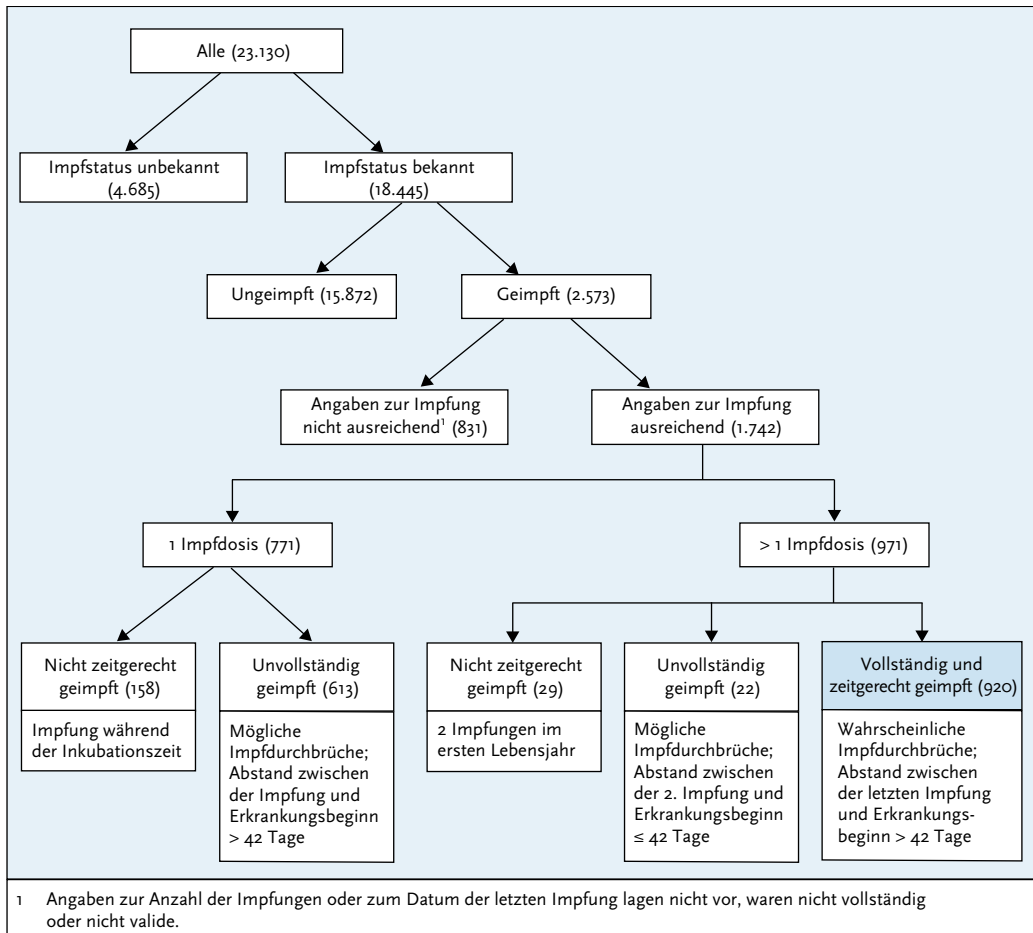 Alle (23.130)
Impfstatus unbekannt
(4.685)
Impfstatus bekannt
(18.445)
Ungeimpft (15.872)
Geimpft (2.573)
Angaben zur Impfung
nicht ausreichend¹ (831)
Angaben zur Impfung
ausreichend (1.742)
1 Impfdosis (771)
> 1 Impfdosis (971)
Nicht zeitgerecht
geimpft (158)
Impfung während
der Inkubationszeit
Unvollständig
geimpft (613)
Mögliche
Impfdurchbrüche;
Abstand zwischen
der Impfung und
Erkrankungsbeginn
> 42 Tage
Nicht zeitgerecht
geimpft (29)
2 Impfungen im
ersten Lebensjahr
Unvollständig
geimpft (22)
Mögliche
Impfdurchbrüche;
Abstand zwischen
der 2. Impfung und
Erkrankungsbeginn
≤ 42 Tage
Vollständig und
zeitgerecht geimpft (920)
Wahrscheinliche
Impfdurchbrüche;
Abstand zwischen
der letzten Impfung
und Erkrankungs-
beginn > 42 Tage
1 Angaben zur Anzahl der Impfungen oder zum Datum der letzten Impfung lagen nicht vor, waren nicht vollständig
oder nicht valide.